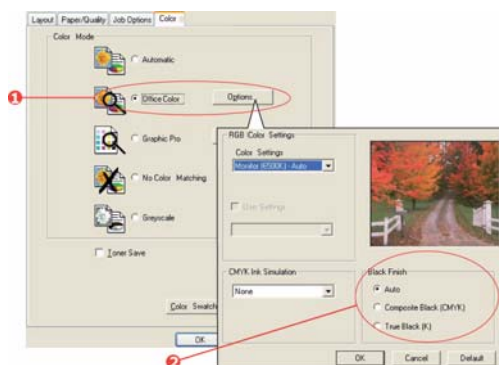 Layout Paper/Quality Job Options Color
Color Mode
Automatic
1
Office Color Options
Graphic Pro
No Color Matching
Greyscale
Toner Save
Color Swatch
OK
RGB Color Settings
Color Settings
Monitor (6500K) - Auto
User Settings
CMYK Ink Simulation
None
Black Finish
Auto
Composite Black (CMYK)
True Black (K)
2
OK Cancel Default